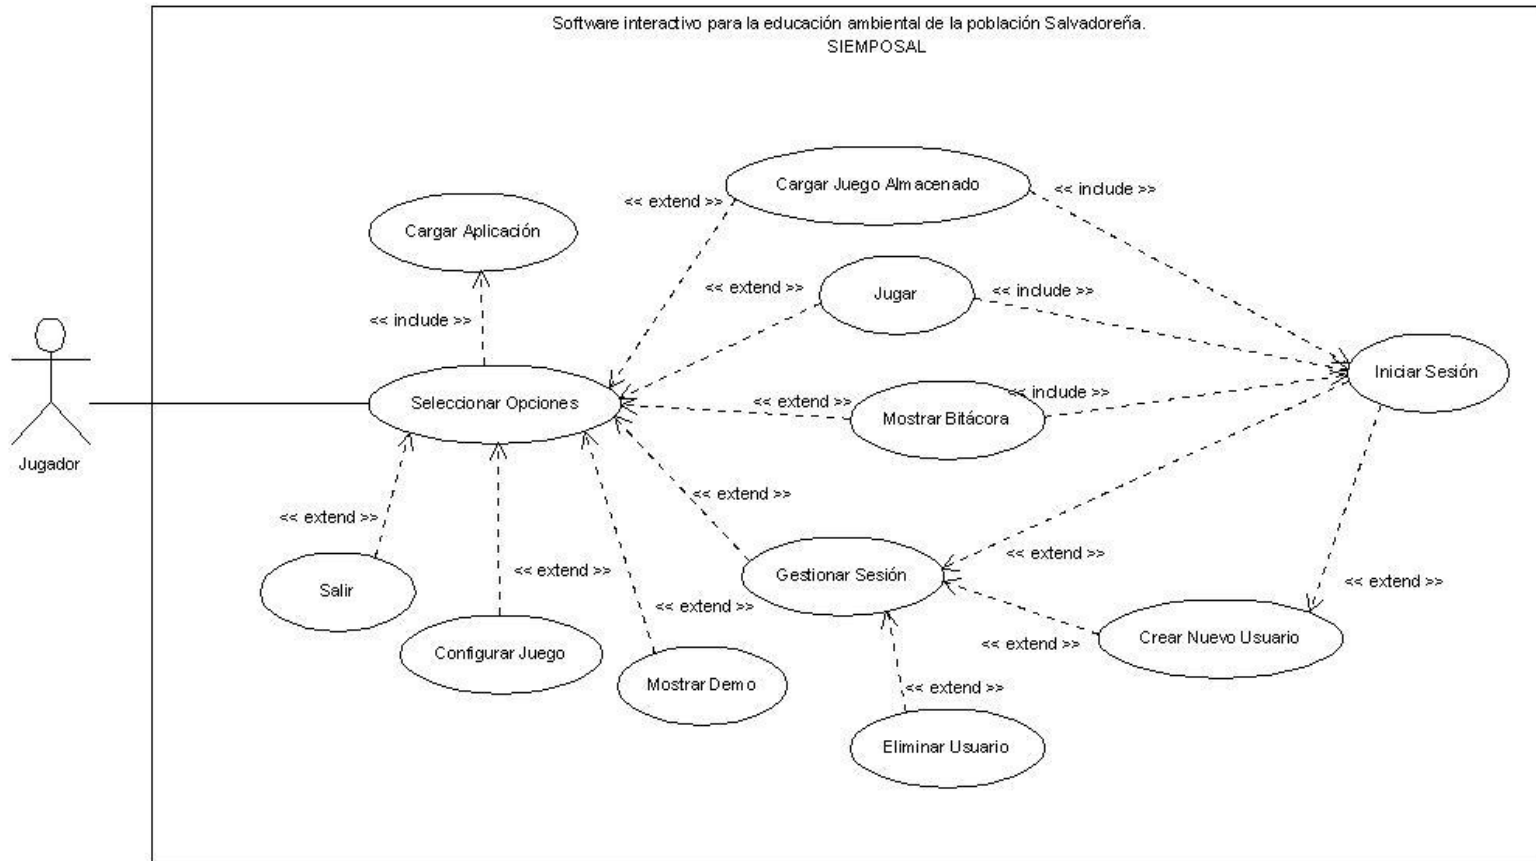 Software interactivo para la educación ambiental de la población Salvadoreña.
SIEMPOSAL
Cargar Juego Almacenado
<< include >>
<< extend >>
Cargar Aplicación
<< extend >>
Jugar
<< include >>
<< include >>
Iniciar Sesión
Seleccionar Opciones
<< extend >>
<< include >>
Mostrar Bitácora
Jugador
<< extend >>
<< extend >>
<< extend >>
<< extend >>
Gestionar Sesión
<< extend >>
<< extend >>
Salir
<< extend >>
Crear Nuevo Usuario
<< extend >>
Configurar Juego
Mostrar Demo
<< extend >>
Eliminar Usuario